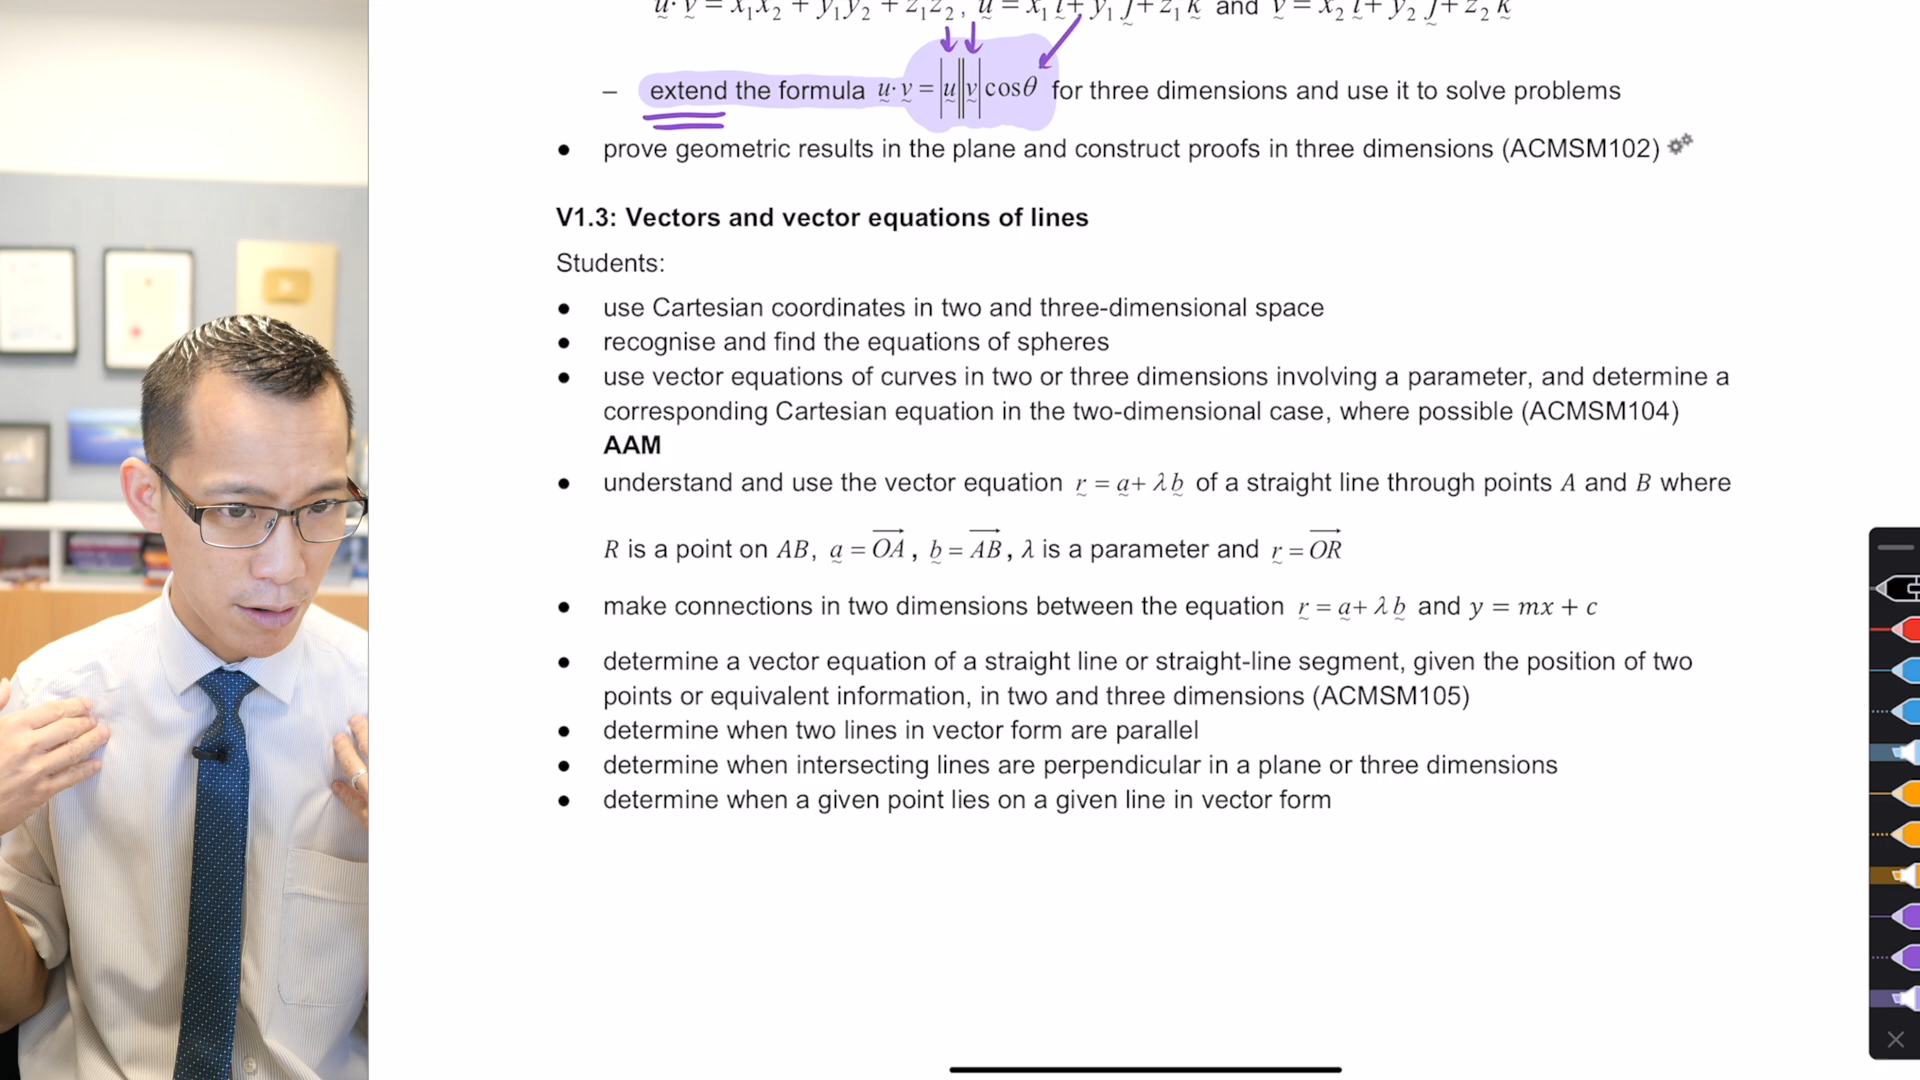 u · v = x₁x₂ + y₁y₂ + z₁z₂, u = x₁ i + y₁ j + z₁ k and v = x₂ i + y₂ j + z₂ k
– extend the formula u · v = |u||v| cosθ for three dimensions and use it to solve problems
• prove geometric results in the plane and construct proofs in three dimensions (ACMSM102)
V1.3: Vectors and vector equations of lines
Students:
• use Cartesian coordinates in two and three-dimensional space
• recognise and find the equations of spheres
• use vector equations of curves in two or three dimensions involving a parameter, and determine a
corresponding Cartesian equation in the two-dimensional case, where possible (ACMSM104)
AAM
• understand and use the vector equation r = a + λb of a straight line through points A and B where
R is a point on AB, a = OA, b = AB, λ is a parameter and r = OR
• make connections in two dimensions between the equation r = a + λb and y = mx + c
• determine a vector equation of a straight line or straight-line segment, given the position of two
points or equivalent information, in two and three dimensions (ACMSM105)
• determine when two lines in vector form are parallel
• determine when intersecting lines are perpendicular in a plane or three dimensions
• determine when a given point lies on a given line in vector form